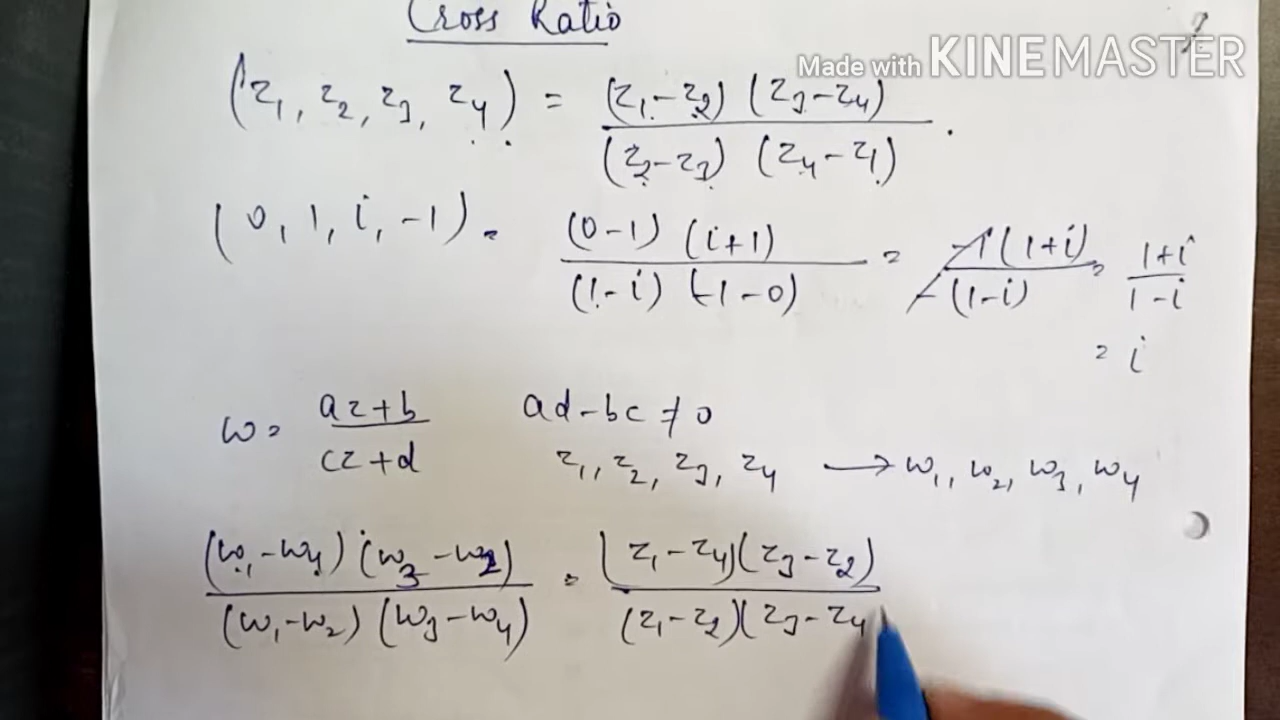 Cross Ratio
Made with KINEMASTER
(z₁, z₂, z₃, z₄) = (z₁-z₂) (z₃-z₄) / (z₂-z₃) (z₄-z₁) .
(0, 1, i, -1) = (0-1) (i+1) / (1-i) (-1-0) = -1(1+i) / -(1-i) = 1+i / 1-i
= i
w = az+b / cz+d ad-bc ≠ 0
z₁, z₂, z₃, z₄ → w₁, w₂, w₃, w₄
(w₁-w₄) (w₃-w₂) / (w₁-w₂) (w₃-w₄) = (z₁-z₄)(z₃-z₂) / (z₁-z₂)(z₃-z₄